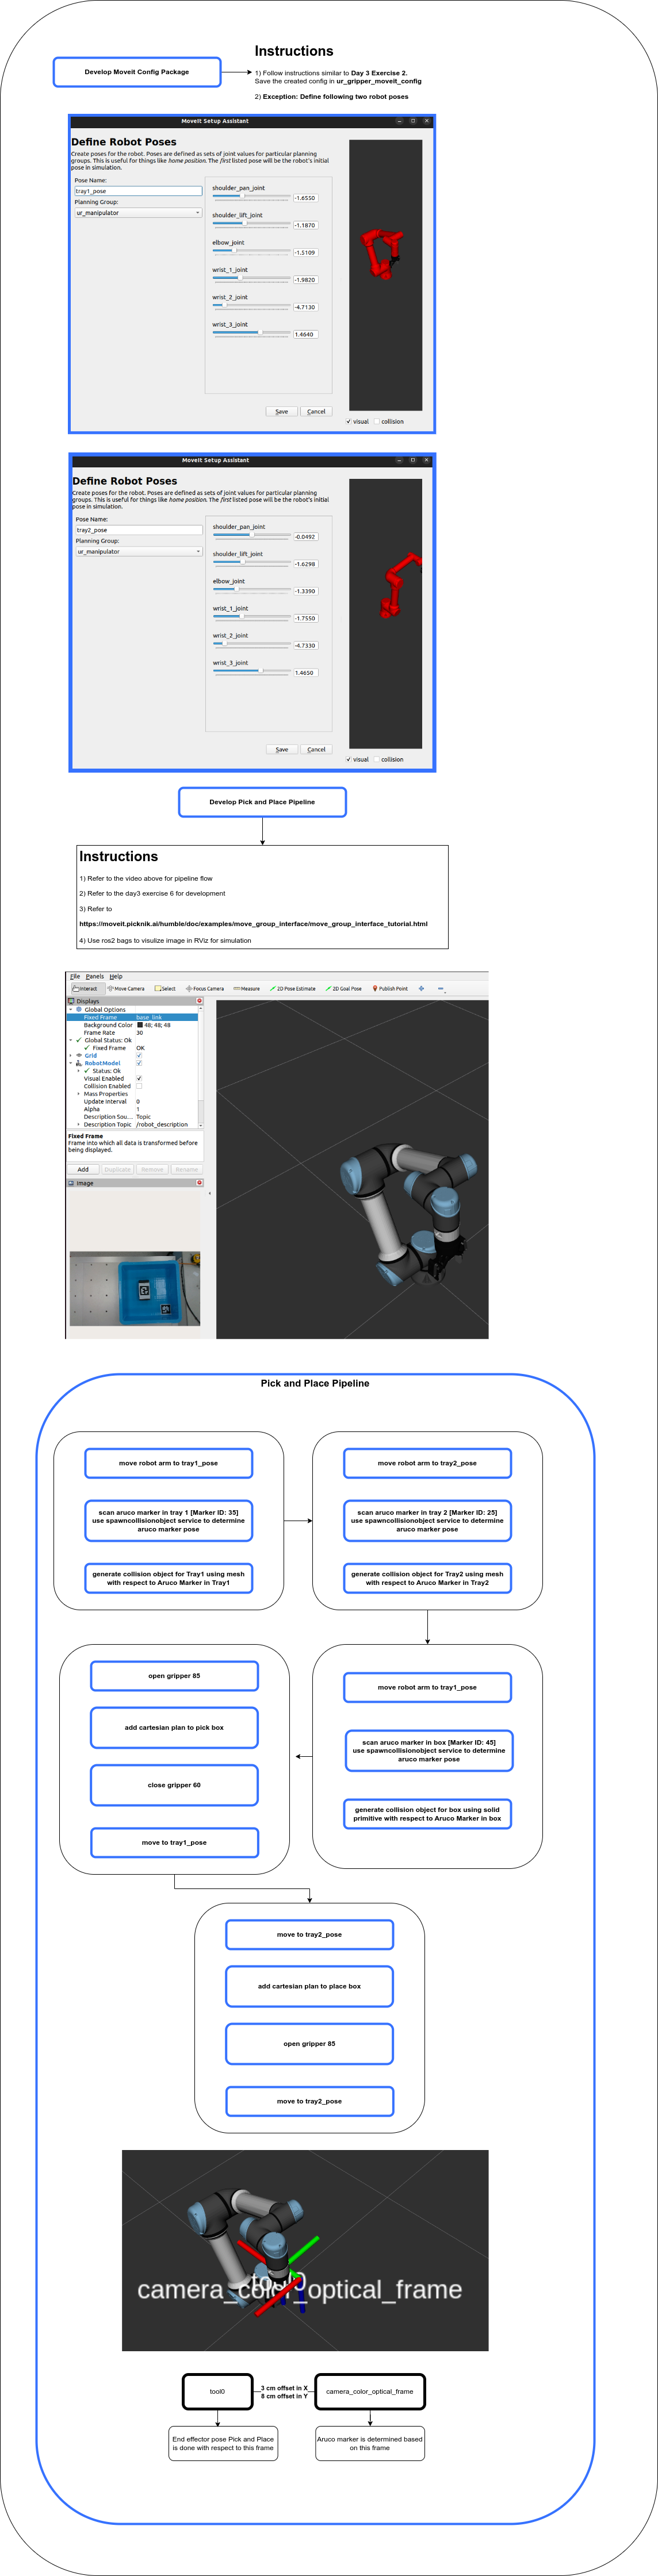 Instructions
Develop Moveit Config Package
1) Follow instructions similar to Day 3 Exercise 2.
Save the created config in ur_gripper_moveit_config
2) Exception: Define following two robot poses
MoveIt Setup Assistant
Define Robot Poses
Create poses for the robot. Poses are defined as sets of joint values for particular planning
groups. This is useful for things like home position. The first listed pose will be the robot's initial
pose in simulation.
Pose Name:
tray1_pose
Planning Group:
ur_manipulator
shoulder_pan_joint
-1.6550
shoulder_lift_joint
-1.1870
elbow_joint
-1.5109
wrist_1_joint
-1.9820
wrist_2_joint
-4.7130
wrist_3_joint
1.4640
Save
Cancel
visual
collision
MoveIt Setup Assistant
Define Robot Poses
Create poses for the robot. Poses are defined as sets of joint values for particular planning
groups. This is useful for things like home position. The first listed pose will be the robot's initial
pose in simulation.
Pose Name:
tray2_pose
Planning Group:
ur_manipulator
shoulder_pan_joint
-0.0492
shoulder_lift_joint
-1.6298
elbow_joint
-1.3390
wrist_1_joint
-1.7550
wrist_2_joint
-4.7330
wrist_3_joint
1.4650
Save
Cancel
visual
collision
Develop Pick and Place Pipeline
Instructions
1) Refer to the video above for pipeline flow
2) Refer to the day3 exercise 6 for development
3) Refer to
https://moveit.picknik.ai/humble/doc/examples/move_group_interface/move_group_interface_tutorial.html
4) Use ros2 bags to visulize image in RViz for simulation
File Panels Help
Interact Move Camera Select Focus Camera Measure 2D Pose Estimate 2D Goal Pose Publish Point
Displays
Global Options
Fixed Frame base_link
Background Color 48; 48; 48
Frame Rate 30
Global Status: Ok
Fixed Frame OK
Grid
RobotModel
Status: Ok
Visual Enabled
Collision Enabled
Mass Properties
Update Interval 0
Alpha 1
Description Sou... Topic
Description Topic /robot_description
Fixed Frame
Frame into which all data is transformed before
being displayed.
Add Duplicate Remove Rename
Image
Pick and Place Pipeline
move robot arm to tray1_pose
scan aruco marker in tray 1 [Marker ID: 35]
use spawncollisionobject service to determine
aruco marker pose
generate collision object for Tray1 using mesh
with respect to Aruco Marker in Tray1
move robot arm to tray2_pose
scan aruco marker in tray 2 [Marker ID: 25]
use spawncollisionobject service to determine
aruco marker pose
generate collision object for Tray2 using mesh
with respect to Aruco Marker in Tray2
move robot arm to tray1_pose
scan aruco marker in box [Marker ID: 45]
use spawncollisionobject service to determine
aruco marker pose
generate collision object for box using solid
primitive with respect to Aruco Marker in box
open gripper 85
add cartesian plan to pick box
close gripper 60
move to tray1_pose
move to tray2_pose
add cartesian plan to place box
open gripper 85
move to tray2_pose
tool0
camera_color_optical_frame
tool0
3 cm offset in X
8 cm offset in Y
camera_color_optical_frame
End effector pose Pick and Place
is done with respect to this frame
Aruco marker is determined based
on this frame